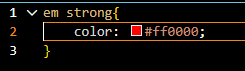 1 em strong{
2 color: #ff0000;
3 }